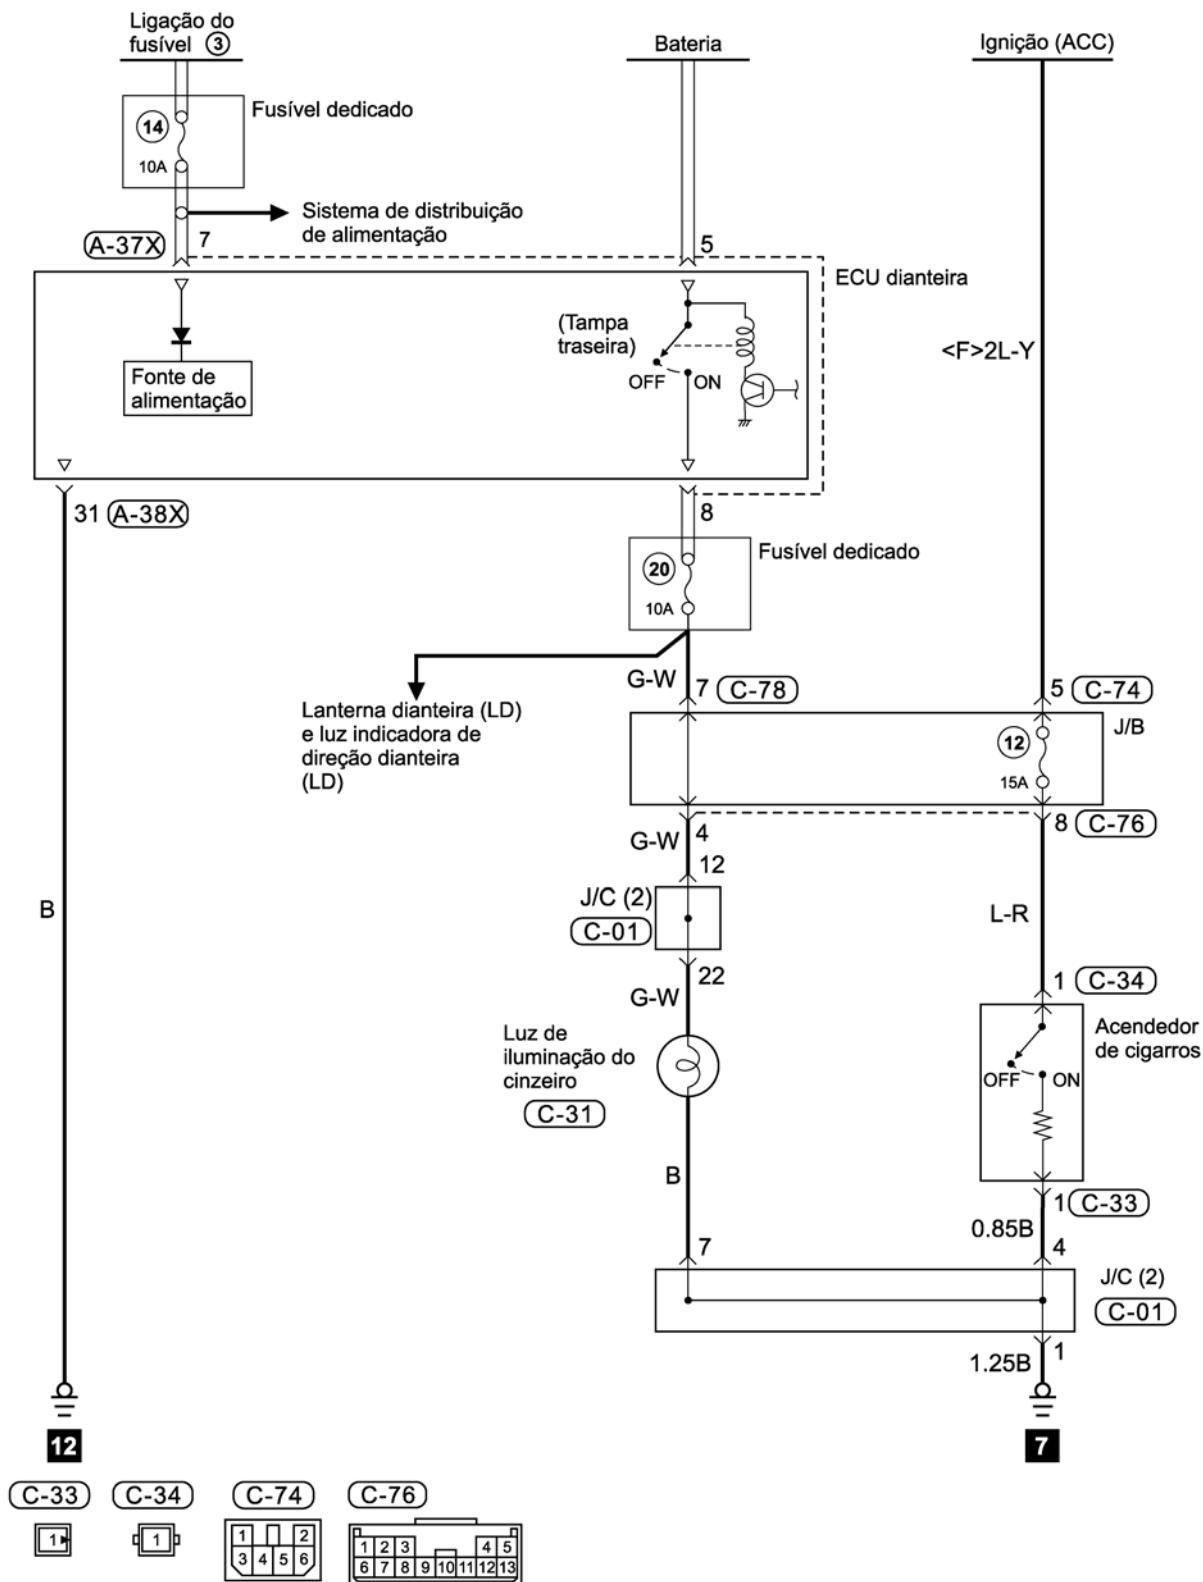 Ligação do
fusível 3
Bateria
Ignição (ACC)
Fusível dedicado
14
10A
Sistema de distribuição
de alimentação
A-37X 7
5
ECU dianteira
(Tampa
traseira)
OFF ON
<F>2L-Y
Fonte de
alimentação
31 A-38X
8
Fusível dedicado
20
10A
G-W 7 C-78
5 C-74
Lanterna dianteira (LD)
e luz indicadora de
direção dianteira
(LD)
J/B
12
15A
G-W 4
8 C-76
12
J/C (2)
C-01
B
L-R
22
G-W
1 C-34
Luz de
iluminação do
cinzeiro
C-31
Acendedor
de cigarros
OFF ON
B
1 C-33
0.85B
7
4
J/C (2)
C-01
1.25B 1
12
7
C-33 C-34 C-74 C-76
1
1
1 2
3 4 5 6
1 2 3 4 5
6 7 8 9 10 11 12 13